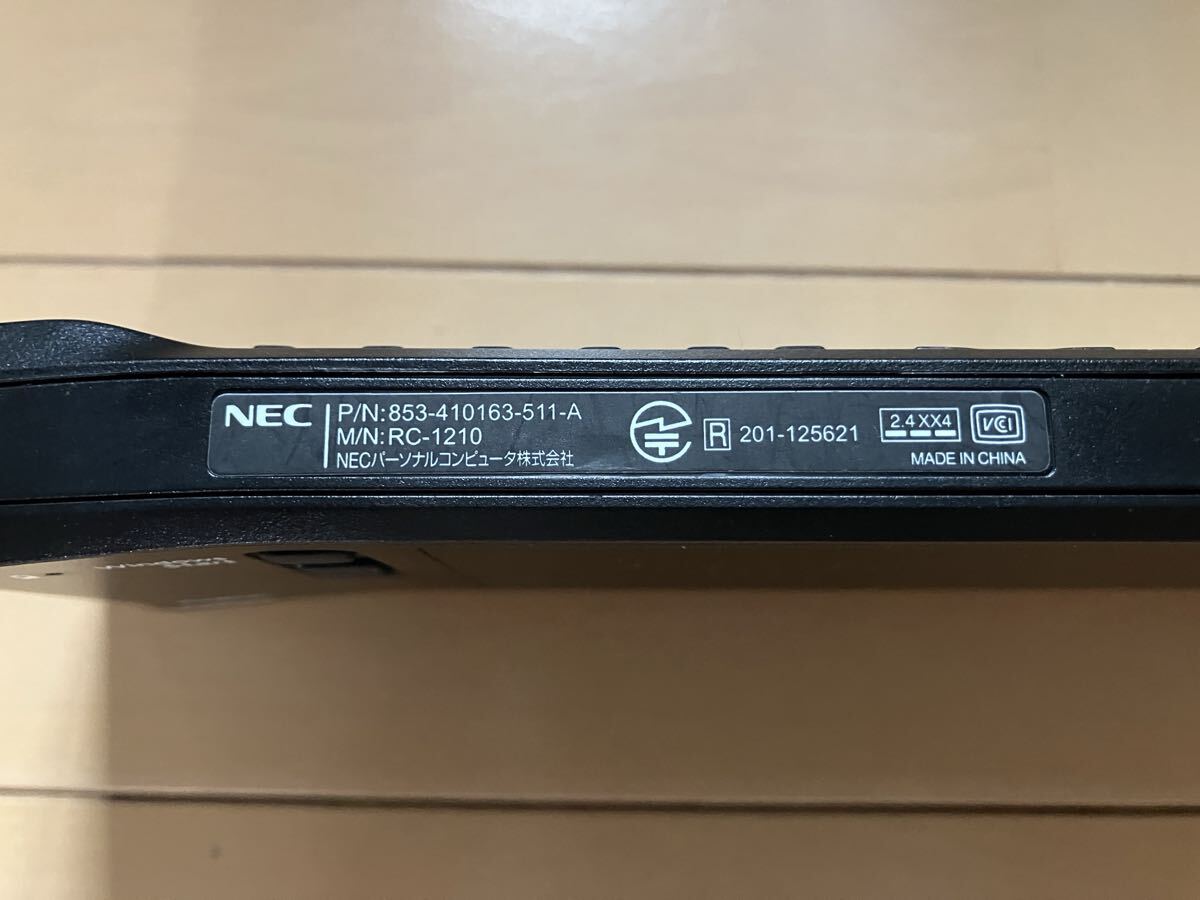 NEC
P/N:853-410163-511-A
M/N:RC-1210
NECパーソナルコンピュータ株式会社
R 201-125621
2.4XX4
VCI
MADE IN CHINA